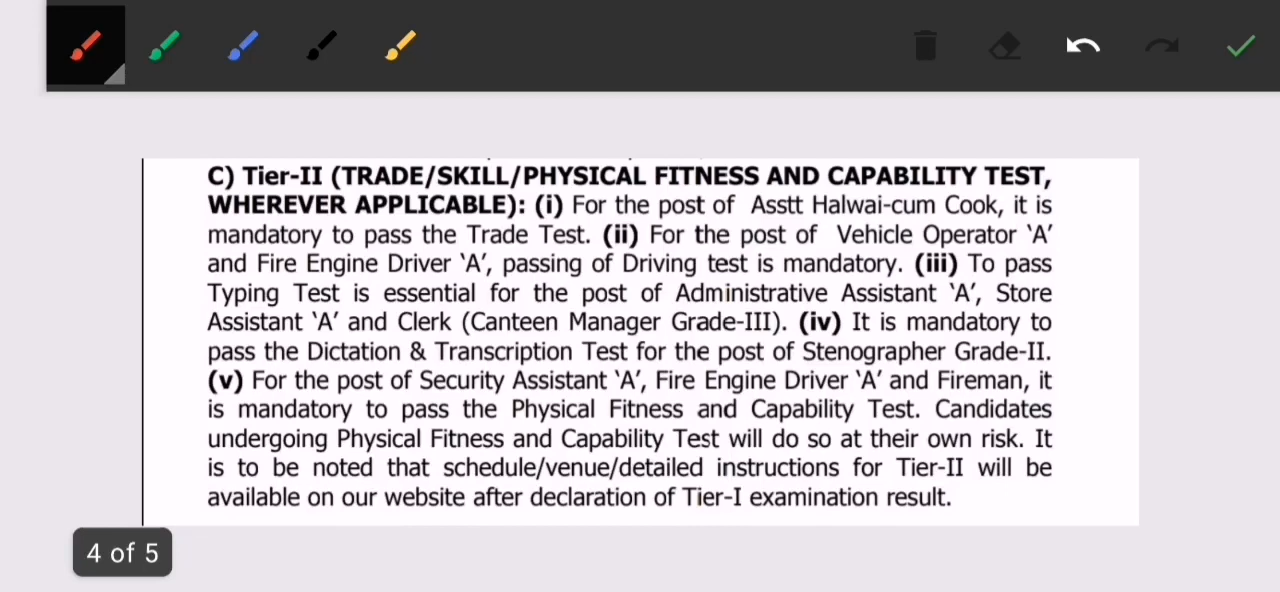 C) Tier-II (TRADE/SKILL/PHYSICAL FITNESS AND CAPABILITY TEST,
WHEREVER APPLICABLE): (i) For the post of Asstt Halwai-cum Cook, it is
mandatory to pass the Trade Test. (ii) For the post of Vehicle Operator ‘A’
and Fire Engine Driver ‘A’, passing of Driving test is mandatory. (iii) To pass
Typing Test is essential for the post of Administrative Assistant ‘A’, Store
Assistant ‘A’ and Clerk (Canteen Manager Grade-III). (iv) It is mandatory to
pass the Dictation & Transcription Test for the post of Stenographer Grade-II.
(v) For the post of Security Assistant ‘A’, Fire Engine Driver ‘A’ and Fireman, it
is mandatory to pass the Physical Fitness and Capability Test. Candidates
undergoing Physical Fitness and Capability Test will do so at their own risk. It
is to be noted that schedule/venue/detailed instructions for Tier-II will be
available on our website after declaration of Tier-I examination result.
4 of 5